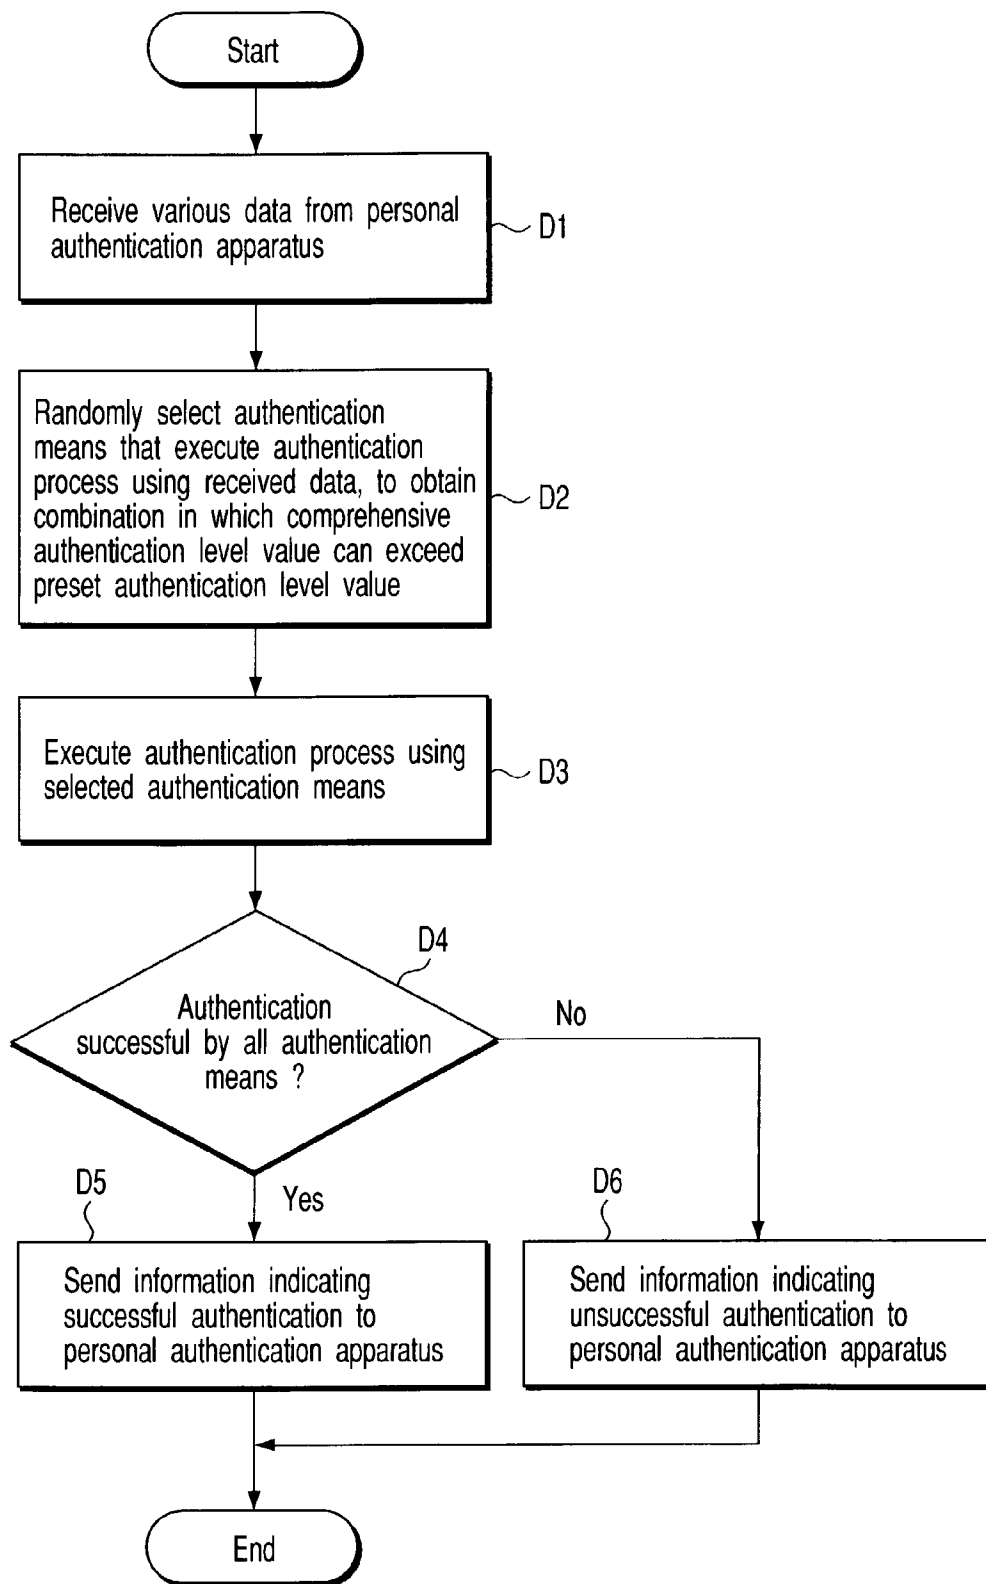 Start
Receive various data from personal
authentication apparatus
D1
Randomly select authentication
means that execute authentication
process using received data, to obtain
combination in which comprehensive
authentication level value can exceed
preset authentication level value
D2
Execute authentication process using
selected authentication means
D3
D4
Authentication
successful by all authentication
means ?
No
Yes
D5
Send information indicating
successful authentication to
personal authentication apparatus
D6
Send information indicating
unsuccessful authentication to
personal authentication apparatus
End